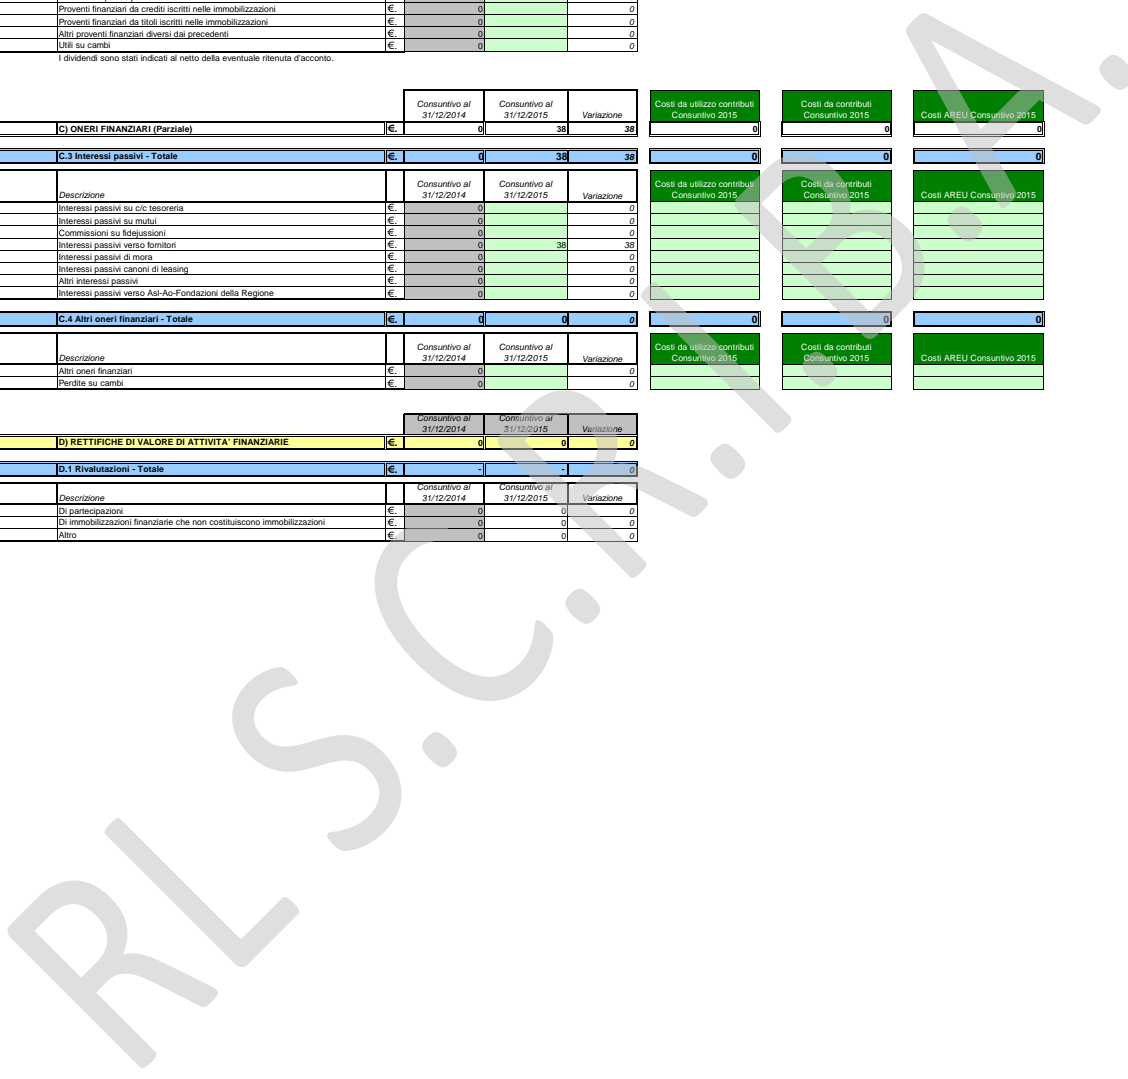 Proventi finanziari da crediti iscritti nelle immobilizzazioni €. 0 0
Proventi finanziari da titoli iscritti nelle immobilizzazioni €. 0 0
Altri proventi finanziari diversi dai precedenti €. 0 0
Utili su cambi €. 0 0
I dividendi sono stati indicati al netto della eventuale ritenuta d'acconto.
Consuntivo al 31/12/2014 Consuntivo al 31/12/2015 Variazione Costi da utilizzo contributi Consuntivo 2015 Costi da contributi Consuntivo 2015 Costi AREU Consuntivo 2015
C) ONERI FINANZIARI (Parziale) €. 0 38 38 0 0 0
C.3 Interessi passivi - Totale €. 0 38 38 0 0 0
Descrizione Consuntivo al 31/12/2014 Consuntivo al 31/12/2015 Variazione Costi da utilizzo contributi Consuntivo 2015 Costi da contributi Consuntivo 2015 Costi AREU Consuntivo 2015
Interessi passivi su c/c tesoreria €. 0 0
Interessi passivi su mutui €. 0 0
Commissioni su fidejussioni €. 0 0
Interessi passivi verso fornitori €. 0 38 38
Interessi passivi di mora €. 0 0
Interessi passivi canoni di leasing €. 0 0
Altri interessi passivi €. 0 0
Interessi passivi verso Asl-Ao-Fondazioni della Regione €. 0 0
C.4 Altri oneri finanziari - Totale €. 0 0 0 0 0 0
Descrizione Consuntivo al 31/12/2014 Consuntivo al 31/12/2015 Variazione Costi da utilizzo contributi Consuntivo 2015 Costi da contributi Consuntivo 2015 Costi AREU Consuntivo 2015
Altri oneri finanziari €. 0 0
Perdite su cambi €. 0 0
Consuntivo al 31/12/2014 Consuntivo al 31/12/2015 Variazione
D) RETTIFICHE DI VALORE DI ATTIVITA' FINANZIARIE €. 0 0 0
D.1 Rivalutazioni - Totale €. - - 0
Descrizione Consuntivo al 31/12/2014 Consuntivo al 31/12/2015 Variazione
Di partecipazioni €. 0 0 0
Di immobilizzazioni finanziarie che non costituiscono immobilizzazioni €. 0 0 0
Altro €. 0 0 0
RL S.C.R.I.B.A.